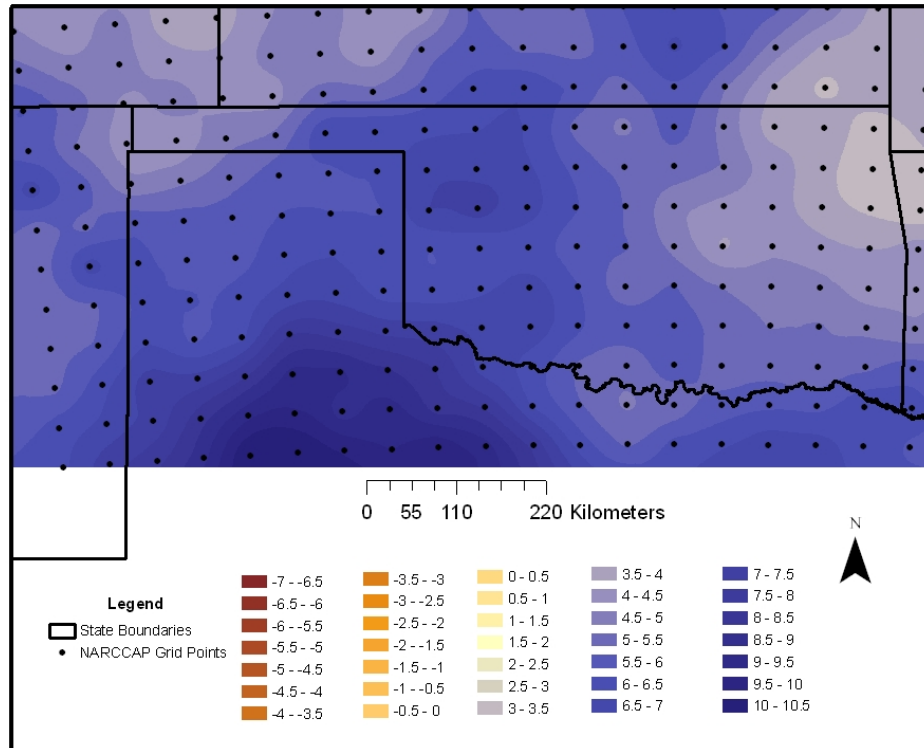 0 55 110 220 Kilometers
N
Legend
State Boundaries
NARCCAP Grid Points
-7 - -6.5
-6.5 - -6
-6 - -5.5
-5.5 - -5
-5 - -4.5
-4.5 - -4
-4 - -3.5
-3.5 - -3
-3 - -2.5
-2.5 - -2
-2 - -1.5
-1.5 - -1
-1 - -0.5
-0.5 - 0
0 - 0.5
0.5 - 1
1 - 1.5
1.5 - 2
2 - 2.5
2.5 - 3
3 - 3.5
3.5 - 4
4 - 4.5
4.5 - 5
5 - 5.5
5.5 - 6
6 - 6.5
6.5 - 7
7 - 7.5
7.5 - 8
8 - 8.5
8.5 - 9
9 - 9.5
9.5 - 10
10 - 10.5